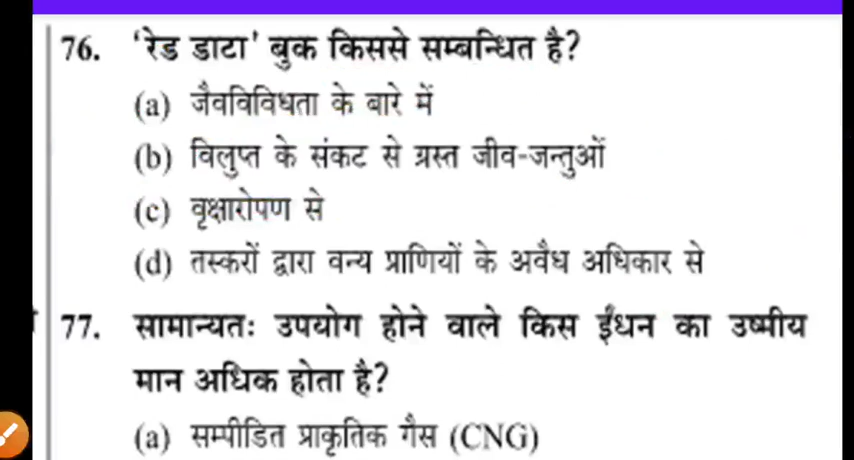 76. 'रेड डाटा' बुक किससे सम्बन्धित है?
(a) जैवविविधता के बारे में
(b) विलुप्त के संकट से ग्रस्त जीव-जन्तुओं
(c) वृक्षारोपण से
(d) तस्करों द्वारा वन्य प्राणियों के अवैध अधिकार से
77. सामान्यतः उपयोग होने वाले किस ईंधन का उष्मीय
मान अधिक होता है?
(a) सम्पीडित प्राकृतिक गैस (CNG)